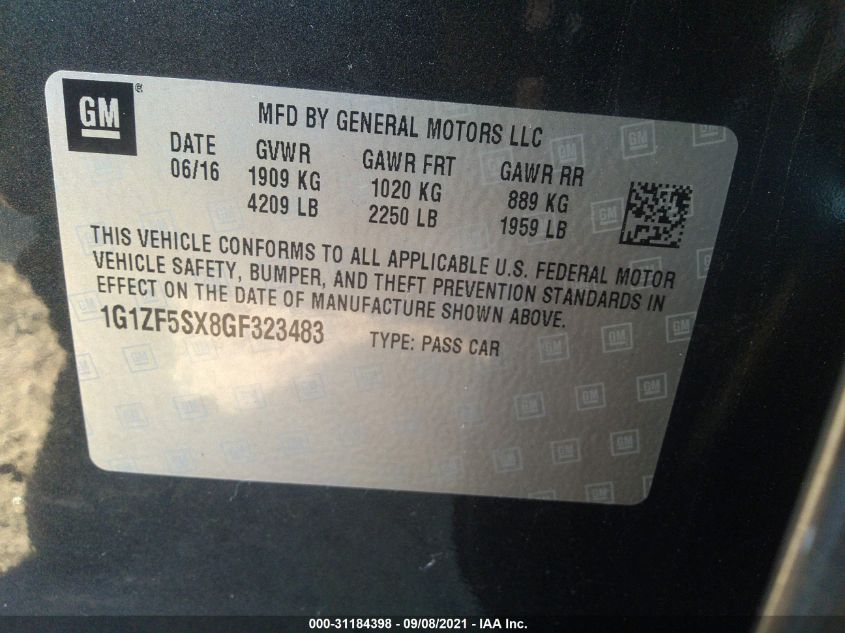 GM®
MFD BY GENERAL MOTORS LLC
DATE GVWR GAWR FRT GAWR RR
06/16 1909 KG 1020 KG 889 KG
4209 LB 2250 LB 1959 LB
THIS VEHICLE CONFORMS TO ALL APPLICABLE U.S. FEDERAL MOTOR
VEHICLE SAFETY, BUMPER, AND THEFT PREVENTION STANDARDS IN
EFFECT ON THE DATE OF MANUFACTURE SHOWN ABOVE.
1G1ZF5SX8GF323483 TYPE: PASS CAR
000-31184398 - 09/08/2021 - IAA Inc.